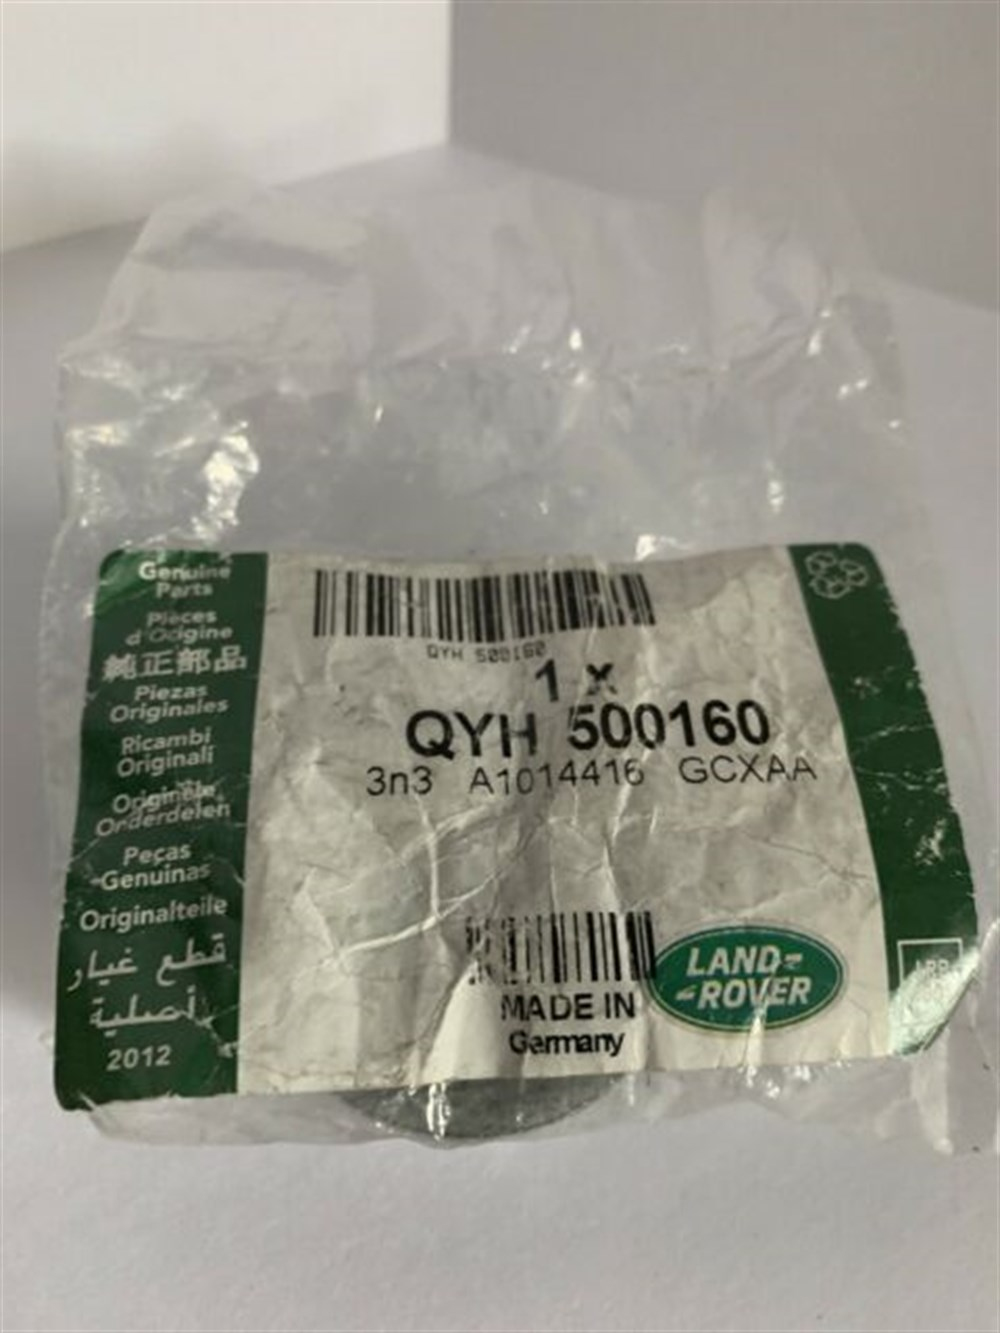 Genuine
Parts
Pièces
d'Origine
純正部品
Piezas
Originales
Ricambi
Originali
Originele
Onderdelen
Peças
Genuinas
Originalteile
قطع غيار
أصلية
2012
QYH 500160
1 x
QYH 500160
3n3 A1014416 GCXAA
MADE IN
Germany
LAND-
-ROVER